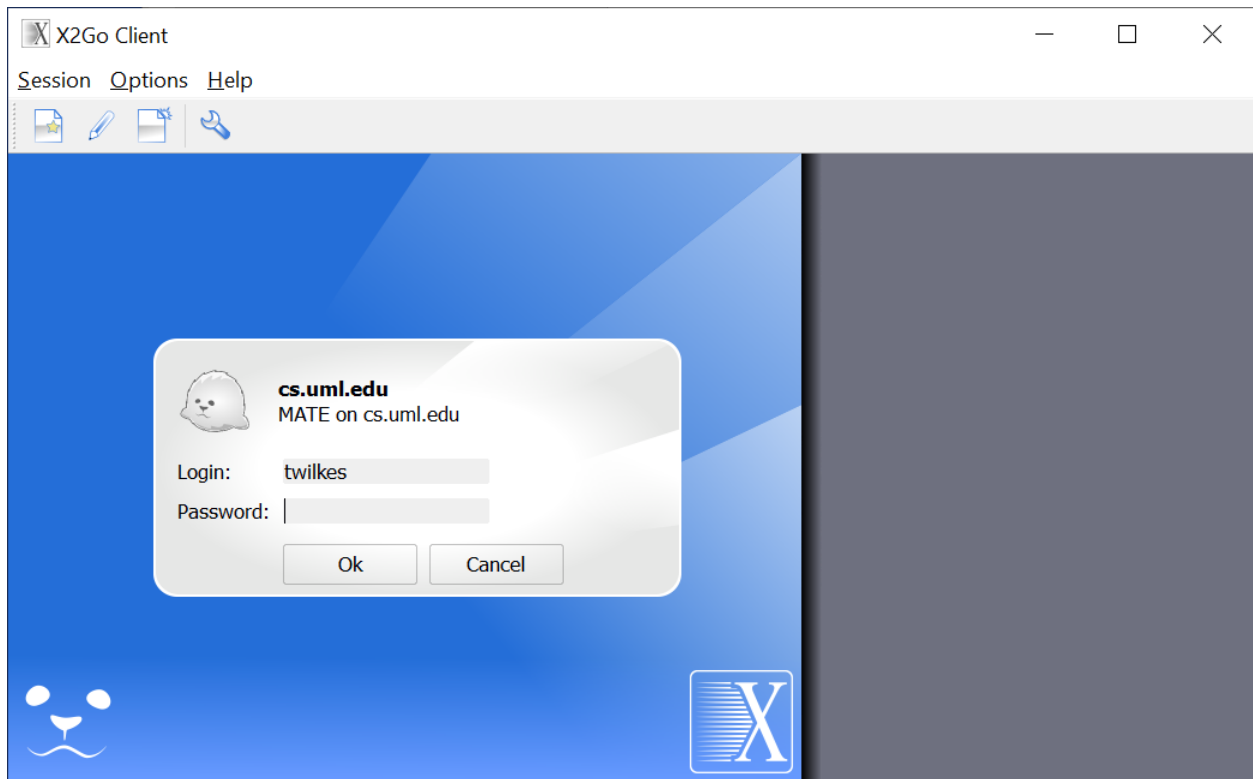 X2Go Client
Session Options Help
cs.uml.edu
MATE on cs.uml.edu
Login: twilkes
Password:
Ok Cancel
X